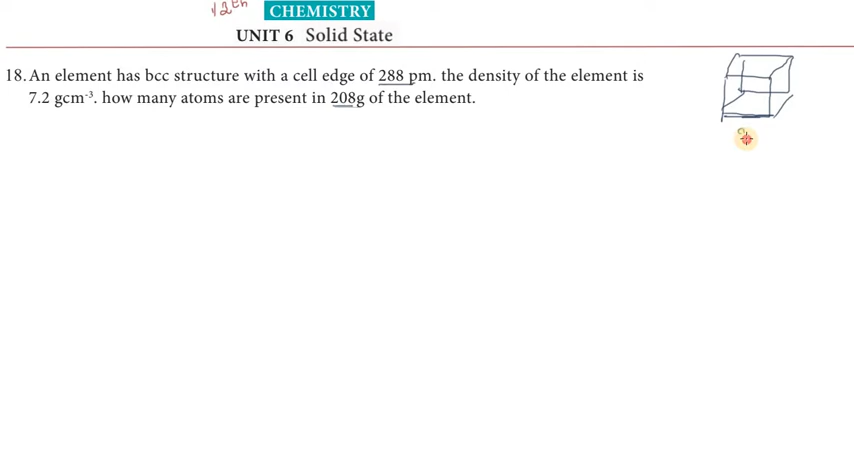 12th CHEMISTRY
UNIT 6 Solid State
18. An element has bcc structure with a cell edge of 288 pm. the density of the element is
7.2 gcm⁻³. how many atoms are present in 208g of the element.
a